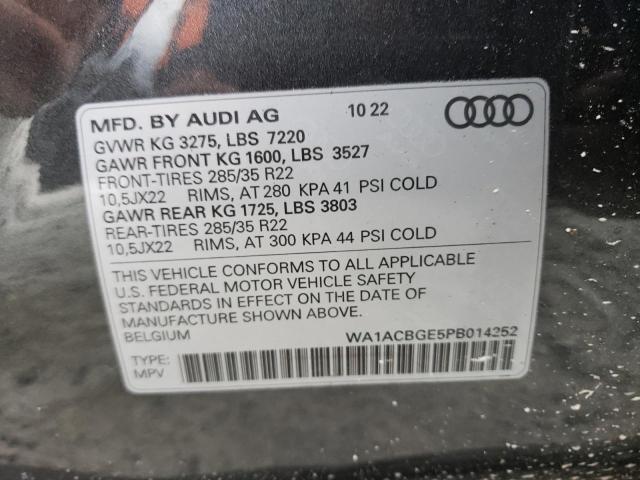 MFD. BY AUDI AG 10 22
GVWR KG 3275, LBS 7220
GAWR FRONT KG 1600, LBS 3527
FRONT-TIRES 285/35 R22
10,5JX22 RIMS, AT 280 KPA 41 PSI COLD
GAWR REAR KG 1725, LBS 3803
REAR-TIRES 285/35 R22
10,5JX22 RIMS, AT 300 KPA 44 PSI COLD
THIS VEHICLE CONFORMS TO ALL APPLICABLE
U.S. FEDERAL MOTOR VEHICLE SAFETY
STANDARDS IN EFFECT ON THE DATE OF
MANUFACTURE SHOWN ABOVE.
BELGIUM WA1ACBGE5PB014252
TYPE:
MPV